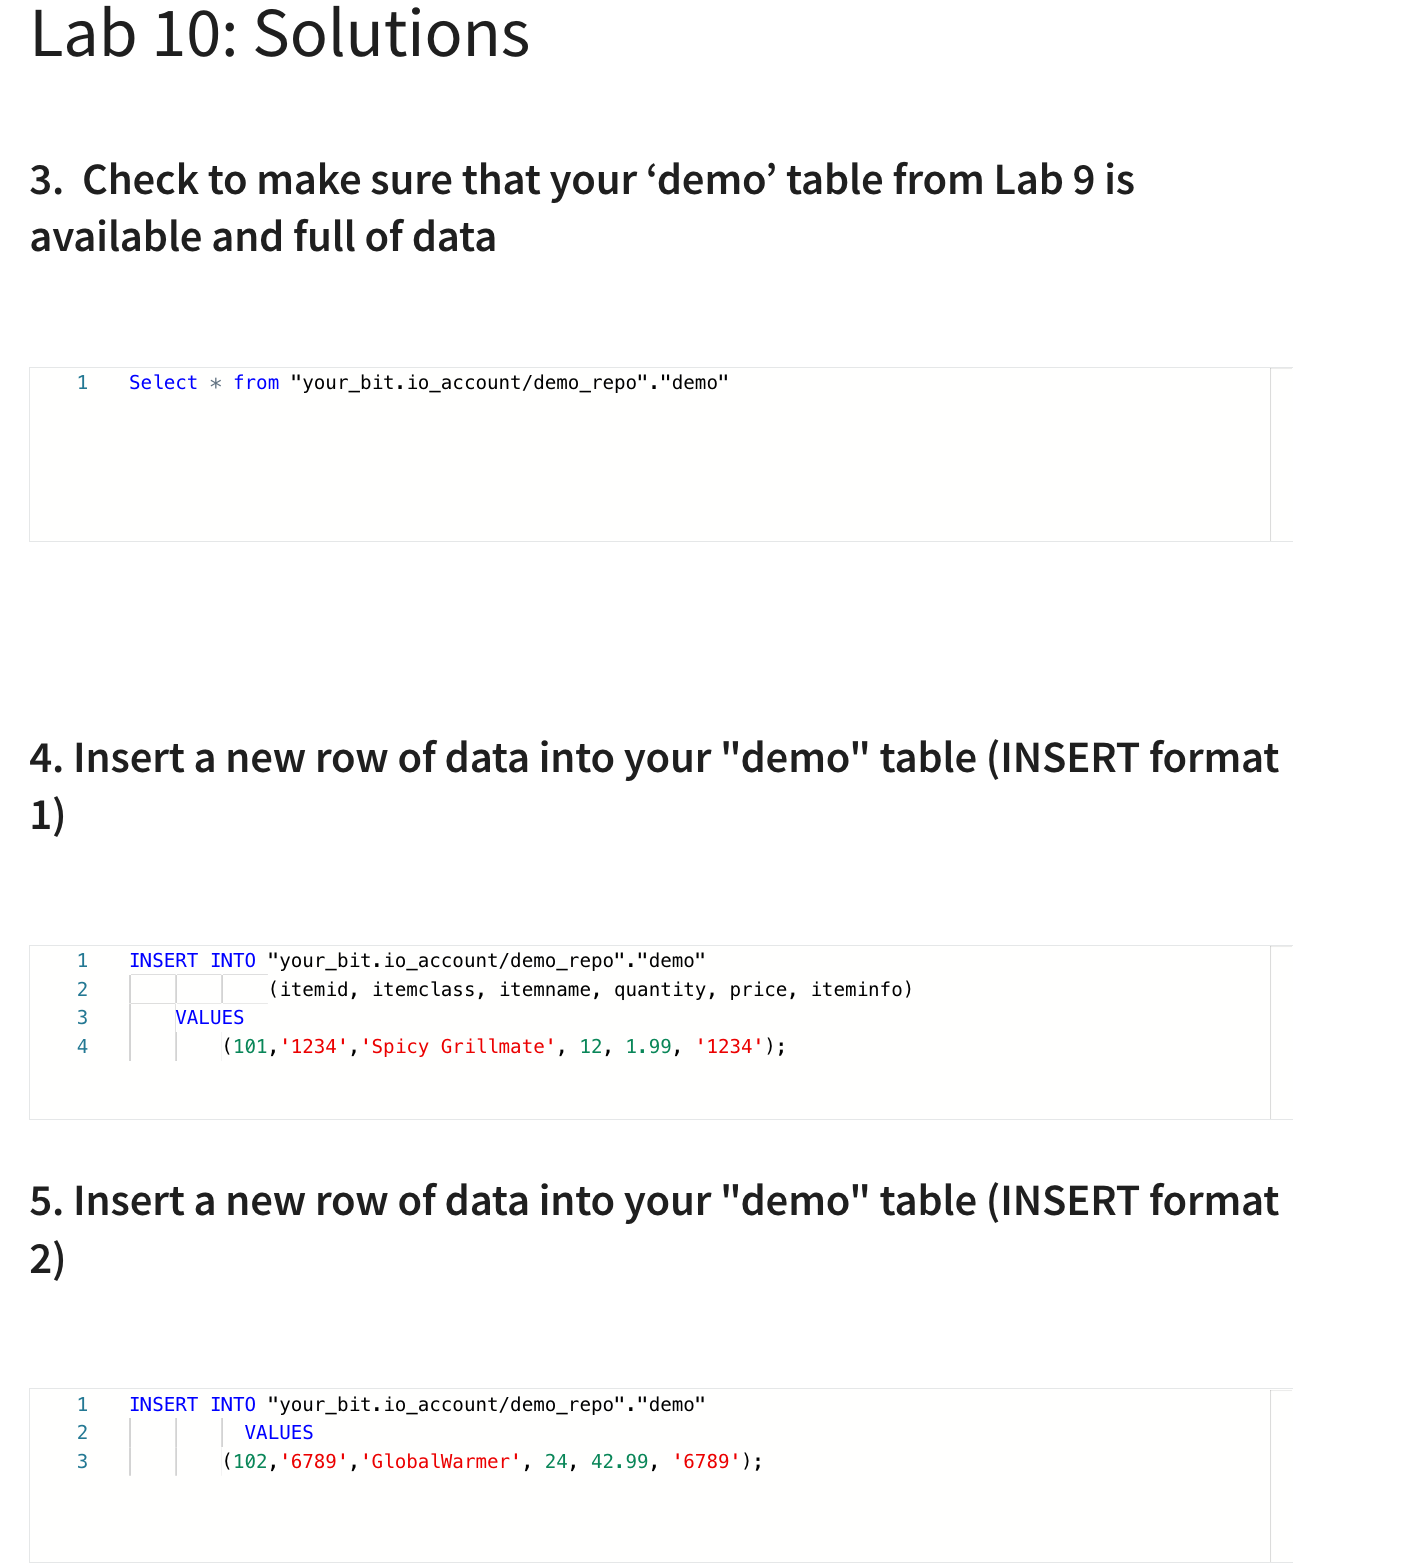 Lab 10: Solutions
3.  Check to make sure that your ‘demo’ table from Lab 9 is
available and full of data
1 Select * from "your_bit.io_account/demo_repo"."demo"
4. Insert a new row of data into your "demo" table (INSERT format
1)
1 INSERT INTO "your_bit.io_account/demo_repo"."demo"
2 (itemid, itemclass, itemname, quantity, price, iteminfo)
3 VALUES
4 (101,'1234','Spicy Grillmate', 12, 1.99, '1234');
5. Insert a new row of data into your "demo" table (INSERT format
2)
1 INSERT INTO "your_bit.io_account/demo_repo"."demo"
2 VALUES
3 (102,'6789','GlobalWarmer', 24, 42.99, '6789');